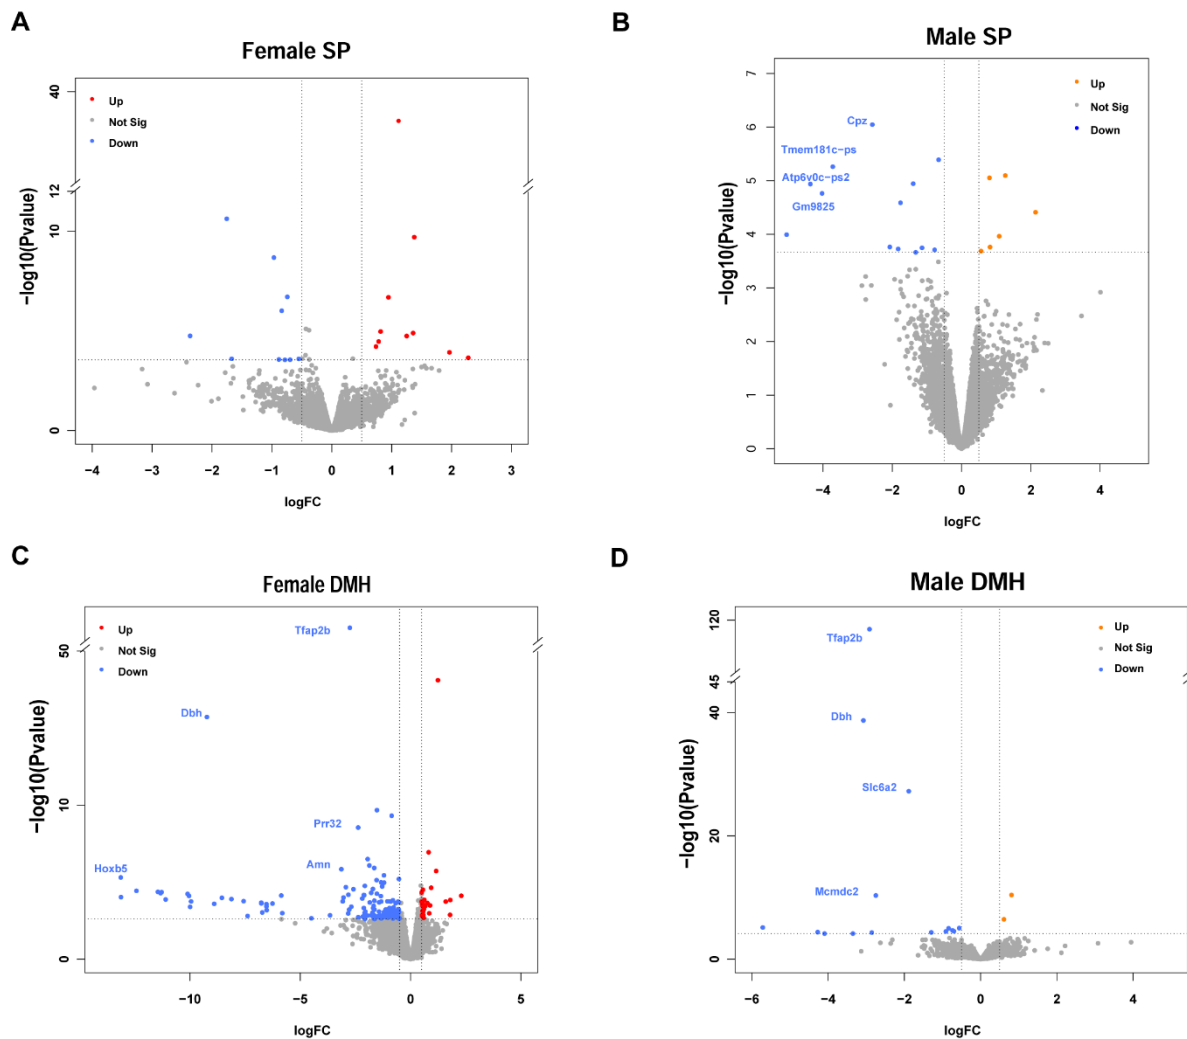 A
Female SP
40
12
10
0
−log10(Pvalue)
Up
Not Sig
Down
−4 −3 −2 −1 0 1 2 3
logFC
B
Male SP
7
6
5
4
3
2
1
0
−log10(Pvalue)
Up
Not Sig
Down
Cpz
Tmem181c−ps
Atp6v0c−ps2
Gm9825
−4 −2 0 2 4
logFC
C
Female DMH
50
10
0
−log10(Pvalue)
Up
Not Sig
Down
Tfap2b
Dbh
Prr32
Amn
Hoxb5
−10 −5 0 5
logFC
D
Male DMH
120
45
40
20
0
−log10(Pvalue)
Up
Not Sig
Down
Tfap2b
Dbh
Slc6a2
Mcmdc2
−6 −4 −2 0 2 4
logFC